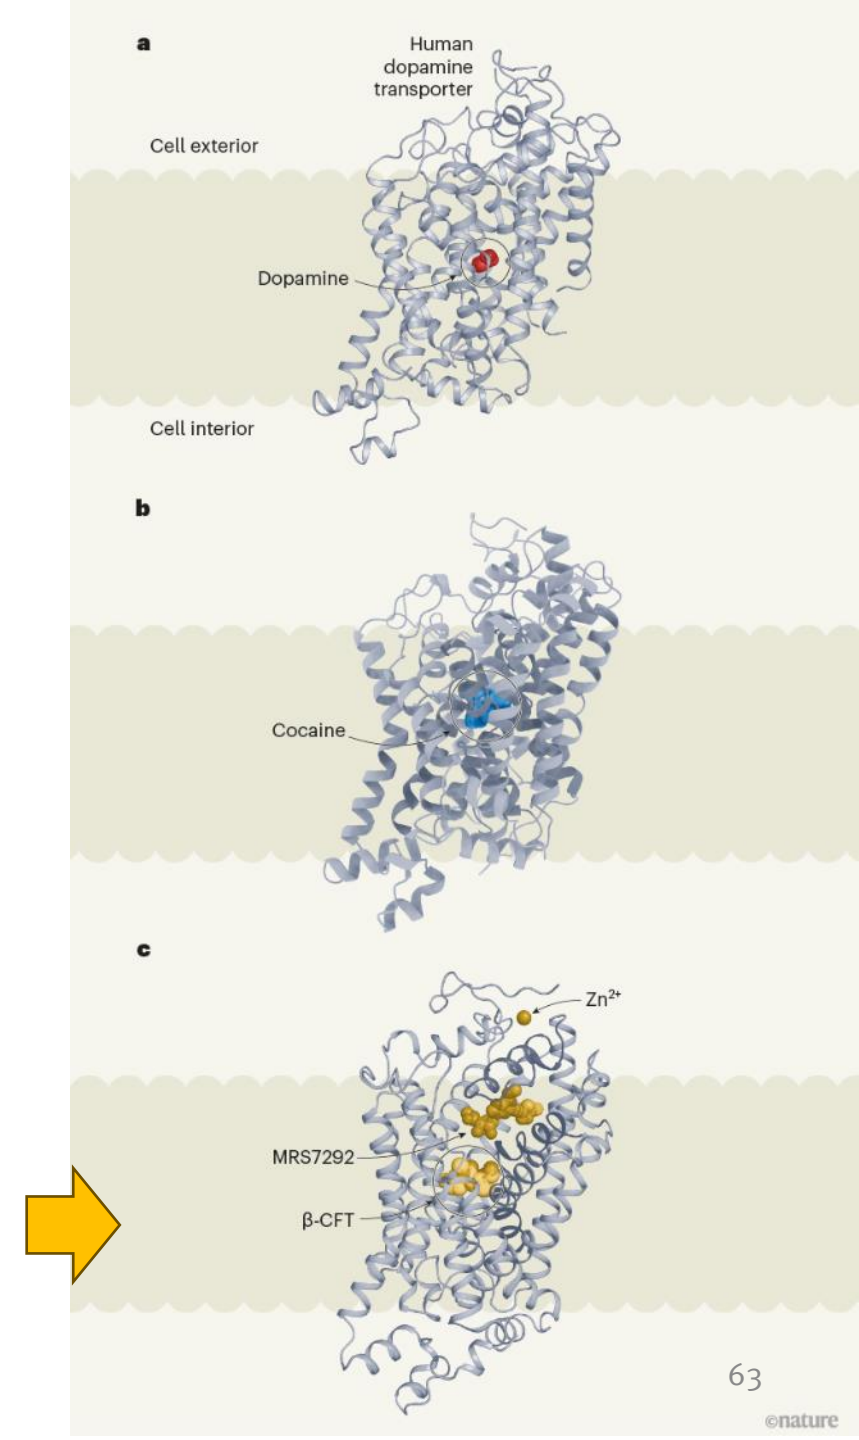 a
Human
dopamine
transporter
Cell exterior
Dopamine
Cell interior
b
Cocaine
c
Zn²⁺
MRS7292
β-CFT
63
©nature